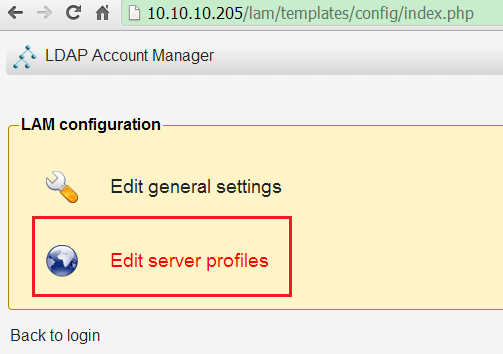 10.10.10.205/lam/templates/config/index.php
LDAP Account Manager
LAM configuration
Edit general settings
Edit server profiles
Back to login